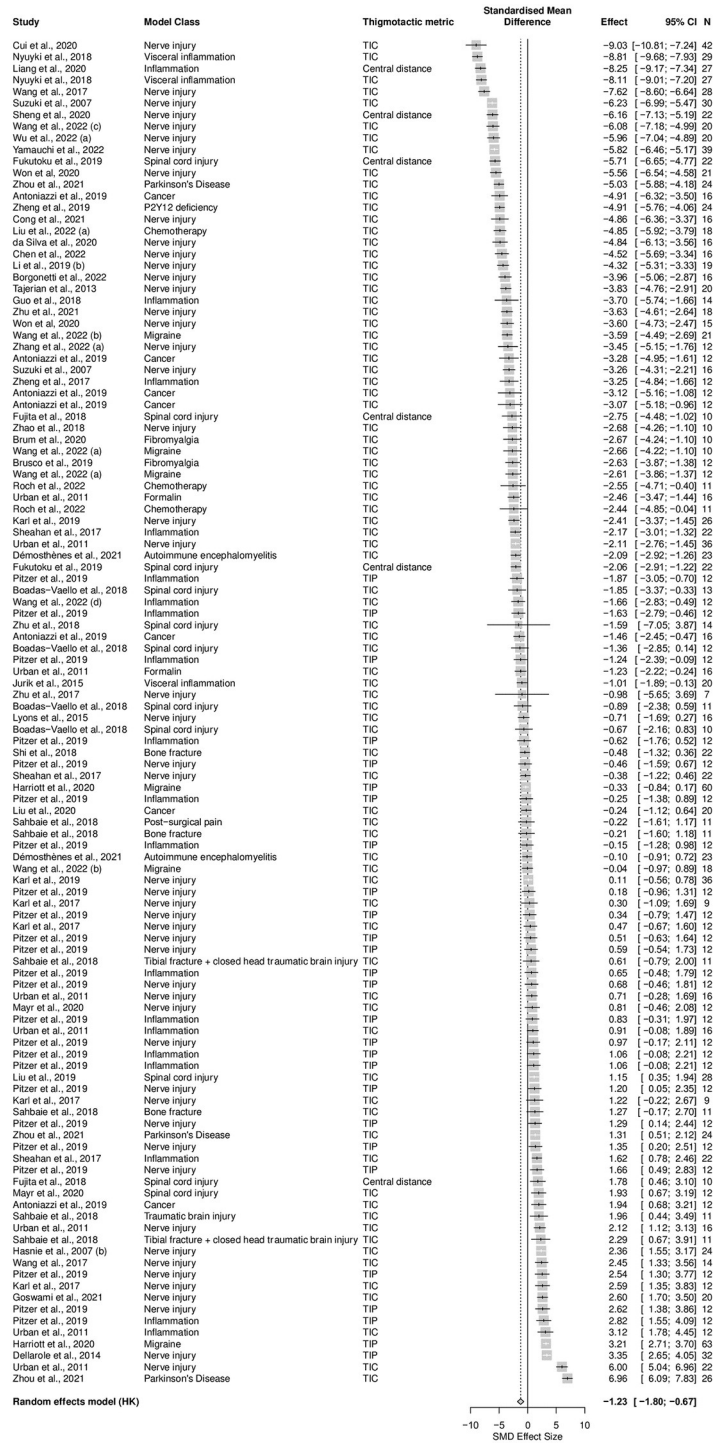 Standardised Mean
Study Model Class Thigmotactic metric Difference Effect 95% CI N
Cui et al., 2020 Nerve injury TIC −9.03 [−10.81; −7.24] 42
Nyuyki et al., 2018 Visceral inflammation TIC −8.81 [−9.68; −7.93] 29
Liang et al., 2020 Inflammation Central distance −8.25 [−9.17; −7.34] 27
Nyuyki et al., 2018 Visceral inflammation TIC −8.11 [−9.01; −7.20] 27
Wang et al., 2017 Nerve injury TIC −7.62 [−8.60; −6.64] 28
Suzuki et al., 2007 Nerve injury TIC −6.23 [−6.99; −5.47] 30
Sheng et al., 2020 Nerve injury Central distance −6.16 [−7.13; −5.19] 22
Wang et al., 2022 (c) Nerve injury TIC −6.08 [−7.18; −4.99] 20
Wu et al., 2022 (a) Nerve injury TIC −5.96 [−7.04; −4.89] 20
Yamauchi et al., 2022 Nerve injury TIC −5.82 [−6.46; −5.17] 39
Fukutoku et al., 2019 Spinal cord injury Central distance −5.71 [−6.65; −4.77] 22
Won et al, 2020 Nerve injury TIC −5.56 [−6.54; −4.58] 21
Zhou et al., 2021 Parkinson's Disease TIC −5.03 [−5.88; −4.18] 24
Antoniazzi et al., 2019 Cancer TIC −4.91 [−6.32; −3.50] 16
Zheng et al., 2019 P2Y12 deficiency TIC −4.91 [−5.76; −4.06] 24
Cong et al., 2021 Nerve injury TIC −4.86 [−6.36; −3.37] 16
Liu et al., 2022 (a) Chemotherapy TIC −4.85 [−5.92; −3.79] 18
da Silva et al., 2020 Nerve injury TIC −4.84 [−6.13; −3.56] 16
Chen et al., 2022 Nerve injury TIC −4.52 [−5.69; −3.34] 16
Li et al., 2019 (b) Nerve injury TIC −4.32 [−5.31; −3.33] 19
Borgonetti et al., 2022 Nerve injury TIC −3.96 [−5.06; −2.87] 16
Tajerian et al., 2013 Nerve injury TIC −3.83 [−4.76; −2.91] 20
Guo et al., 2018 Inflammation TIC −3.70 [−5.74; −1.66] 14
Zhu et al., 2021 Nerve injury TIC −3.63 [−4.61; −2.64] 18
Won et al, 2020 Nerve injury TIC −3.60 [−4.73; −2.47] 15
Wang et al., 2022 (b) Migraine TIC −3.59 [−4.49; −2.69] 21
Zhang et al., 2022 (a) Nerve injury TIC −3.45 [−5.15; −1.76] 12
Antoniazzi et al., 2019 Cancer TIC −3.28 [−4.95; −1.61] 12
Suzuki et al., 2007 Nerve injury TIC −3.26 [−4.31; −2.21] 16
Zheng et al., 2017 Inflammation TIC −3.25 [−4.84; −1.66] 12
Antoniazzi et al., 2019 Cancer TIC −3.12 [−5.16; −1.08] 12
Antoniazzi et al., 2019 Cancer TIC −3.07 [−5.18; −0.96] 12
Fujita et al., 2018 Spinal cord injury Central distance −2.75 [−4.48; −1.02] 10
Zhao et al., 2018 Nerve injury TIC −2.68 [−4.26; −1.10] 10
Brum et al., 2020 Fibromyalgia TIC −2.67 [−4.24; −1.10] 10
Wang et al., 2022 (a) Migraine TIC −2.66 [−4.22; −1.10] 10
Brusco et al., 2019 Fibromyalgia TIC −2.63 [−3.87; −1.38] 12
Wang et al., 2022 (a) Migraine TIC −2.61 [−3.86; −1.37] 12
Roch et al., 2022 Chemotherapy TIC −2.55 [−4.71; −0.40] 11
Urban et al., 2011 Formalin TIC −2.46 [−3.47; −1.44] 16
Roch et al., 2022 Chemotherapy TIC −2.44 [−4.85; −0.04] 11
Karl et al., 2019 Nerve injury TIC −2.41 [−3.37; −1.45] 26
Sheahan et al., 2017 Inflammation TIC −2.17 [−3.01; −1.32] 22
Urban et al., 2011 Nerve injury TIC −2.11 [−2.76; −1.45] 36
Démosthènes et al., 2021 Autoimmune encephalomyelitis TIC −2.09 [−2.92; −1.26] 23
Fukutoku et al., 2019 Spinal cord injury Central distance −2.06 [−2.91; −1.22] 22
Pitzer et al., 2019 Inflammation TIP −1.87 [−3.05; −0.70] 12
Boadas−Vaello et al., 2018 Spinal cord injury TIC −1.85 [−3.37; −0.33] 13
Wang et al., 2022 (d) Inflammation TIC −1.66 [−2.83; −0.49] 12
Pitzer et al., 2019 Inflammation TIP −1.63 [−2.79; −0.46] 12
Zhu et al., 2018 Spinal cord injury TIC −1.59 [−7.05; 3.87] 14
Antoniazzi et al., 2019 Cancer TIC −1.46 [−2.45; −0.47] 16
Boadas−Vaello et al., 2018 Spinal cord injury TIC −1.36 [−2.85; 0.14] 12
Pitzer et al., 2019 Inflammation TIP −1.24 [−2.39; −0.09] 12
Urban et al., 2011 Formalin TIC −1.23 [−2.22; −0.24] 16
Jurik et al., 2015 Visceral inflammation TIC −1.01 [−1.89; −0.13] 20
Zhu et al., 2017 Nerve injury TIC −0.98 [−5.65; 3.69] 7
Boadas−Vaello et al., 2018 Spinal cord injury TIC −0.89 [−2.38; 0.59] 11
Lyons et al., 2015 Nerve injury TIC −0.71 [−1.69; 0.27] 16
Boadas−Vaello et al., 2018 Spinal cord injury TIC −0.67 [−2.16; 0.83] 10
Pitzer et al., 2019 Inflammation TIP −0.62 [−1.76; 0.52] 12
Shi et al., 2018 Bone fracture TIC −0.48 [−1.32; 0.36] 22
Pitzer et al., 2019 Nerve injury TIP −0.46 [−1.59; 0.67] 12
Sheahan et al., 2017 Nerve injury TIC −0.38 [−1.22; 0.46] 22
Harriott et al., 2020 Migraine TIP −0.33 [−0.84; 0.17] 60
Pitzer et al., 2019 Inflammation TIP −0.25 [−1.38; 0.89] 12
Liu et al., 2020 Cancer TIC −0.24 [−1.12; 0.64] 20
Sahbaie et al., 2018 Post−surgical pain TIC −0.22 [−1.61; 1.17] 11
Sahbaie et al., 2018 Bone fracture TIC −0.21 [−1.60; 1.18] 11
Pitzer et al., 2019 Inflammation TIP −0.15 [−1.28; 0.98] 12
Démosthènes et al., 2021 Autoimmune encephalomyelitis TIC −0.10 [−0.91; 0.72] 23
Wang et al., 2022 (b) Migraine TIC −0.04 [−0.97; 0.89] 18
Karl et al., 2019 Nerve injury TIC 0.11 [−0.56; 0.78] 36
Pitzer et al., 2019 Nerve injury TIP 0.18 [−0.96; 1.31] 12
Karl et al., 2017 Nerve injury TIC 0.30 [−1.09; 1.69] 9
Pitzer et al., 2019 Nerve injury TIP 0.34 [−0.79; 1.47] 12
Karl et al., 2017 Nerve injury TIC 0.47 [−0.67; 1.60] 12
Pitzer et al., 2019 Nerve injury TIP 0.51 [−0.63; 1.64] 12
Pitzer et al., 2019 Nerve injury TIP 0.59 [−0.54; 1.73] 12
Sahbaie et al., 2018 Tibial fracture + closed head traumatic brain injury TIC 0.61 [−0.79; 2.00] 11
Pitzer et al., 2019 Inflammation TIP 0.65 [−0.48; 1.79] 12
Pitzer et al., 2019 Nerve injury TIP 0.68 [−0.46; 1.81] 12
Urban et al., 2011 Nerve injury TIC 0.71 [−0.28; 1.69] 16
Mayr et al., 2020 Nerve injury TIC 0.81 [−0.46; 2.08] 12
Pitzer et al., 2019 Inflammation TIP 0.83 [−0.31; 1.97] 12
Urban et al., 2011 Inflammation TIC 0.91 [−0.08; 1.89] 16
Pitzer et al., 2019 Nerve injury TIP 0.97 [−0.17; 2.11] 12
Pitzer et al., 2019 Inflammation TIP 1.06 [−0.08; 2.21] 12
Pitzer et al., 2019 Inflammation TIP 1.06 [−0.08; 2.21] 12
Liu et al., 2019 Spinal cord injury TIC 1.15 [ 0.35; 1.94] 28
Pitzer et al., 2019 Nerve injury TIP 1.20 [ 0.05; 2.35] 12
Karl et al., 2017 Nerve injury TIC 1.22 [−0.22; 2.67] 9
Sahbaie et al., 2018 Bone fracture TIC 1.27 [−0.17; 2.70] 11
Pitzer et al., 2019 Nerve injury TIP 1.29 [ 0.14; 2.44] 12
Zhou et al., 2021 Parkinson's Disease TIC 1.31 [ 0.51; 2.12] 24
Pitzer et al., 2019 Nerve injury TIP 1.35 [ 0.20; 2.51] 12
Sheahan et al., 2017 Inflammation TIC 1.62 [ 0.78; 2.46] 22
Pitzer et al., 2019 Nerve injury TIP 1.66 [ 0.49; 2.83] 12
Fujita et al., 2018 Spinal cord injury Central distance 1.78 [ 0.46; 3.10] 10
Mayr et al., 2020 Spinal cord injury TIC 1.93 [ 0.67; 3.19] 12
Antoniazzi et al., 2019 Cancer TIC 1.94 [ 0.68; 3.21] 12
Sahbaie et al., 2018 Traumatic brain injury TIC 1.96 [ 0.44; 3.49] 11
Urban et al., 2011 Nerve injury TIC 2.12 [ 1.12; 3.13] 16
Sahbaie et al., 2018 Tibial fracture + closed head traumatic brain injury TIC 2.29 [ 0.67; 3.91] 11
Hasnie et al., 2007 (b) Nerve injury TIC 2.36 [ 1.55; 3.17] 24
Wang et al., 2017 Nerve injury TIC 2.45 [ 1.33; 3.56] 14
Pitzer et al., 2019 Nerve injury TIP 2.54 [ 1.30; 3.77] 12
Karl et al., 2017 Nerve injury TIC 2.59 [ 1.35; 3.83] 12
Goswami et al., 2021 Nerve injury TIC 2.60 [ 1.70; 3.50] 20
Pitzer et al., 2019 Nerve injury TIP 2.62 [ 1.38; 3.86] 12
Pitzer et al., 2019 Inflammation TIP 2.82 [ 1.55; 4.09] 12
Urban et al., 2011 Inflammation TIC 3.12 [ 1.78; 4.45] 12
Harriott et al., 2020 Migraine TIP 3.21 [ 2.71; 3.70] 63
Dellarole et al., 2014 Nerve injury TIP 3.35 [ 2.65; 4.05] 32
Urban et al., 2011 Nerve injury TIC 6.00 [ 5.04; 6.96] 22
Zhou et al., 2021 Parkinson's Disease TIC 6.96 [ 6.09; 7.83] 26
Random effects model (HK) −1.23 [−1.80; −0.67]
−10 −5 0 5 10
SMD Effect Size